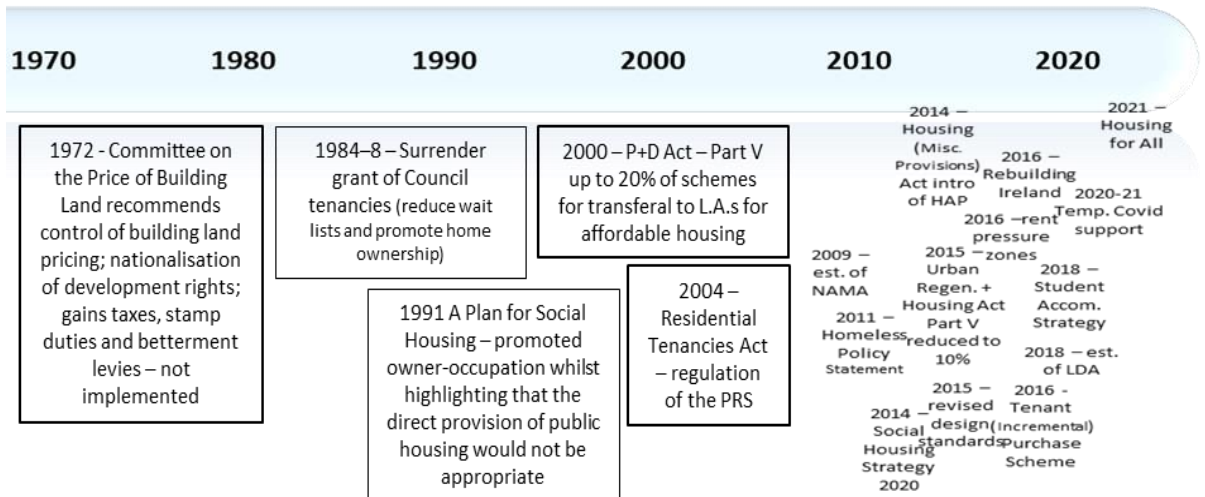 1970 1980 1990 2000 2010 2020
1972 - Committee on
the Price of Building
Land recommends
control of building land
pricing; nationalisation
of development rights;
gains taxes, stamp
duties and betterment
levies – not
implemented
1984–8 – Surrender
grant of Council
tenancies (reduce wait
lists and promote home
ownership)
1991 A Plan for Social
Housing – promoted
owner-occupation whilst
highlighting that the
direct provision of public
housing would not be
appropriate
2000 – P+D Act – Part V
up to 20% of schemes
for transferal to L.A.s for
affordable housing
2004 –
Residential
Tenancies Act
– regulation
of the PRS
2009 –
est. of
NAMA
2011 –
Homeless
Policy
Statement
2014 –
Social
Housing
Strategy
2020
2014 –
Housing
(Misc.
Provisions)
Act intro
of HAP
2015 –
Urban
Regen. +
Housing Act
Part V
reduced to
10%
2015 –
revised
design
standards
2016 –
Rebuilding
Ireland
2016 –rent
pressure
zones
2016 -
Tenant
(Incremental)
Purchase
Scheme
2018 –
Student
Accom.
Strategy
2018 – est.
of LDA
2020-21
Temp. Covid
support
2021 –
Housing
for All